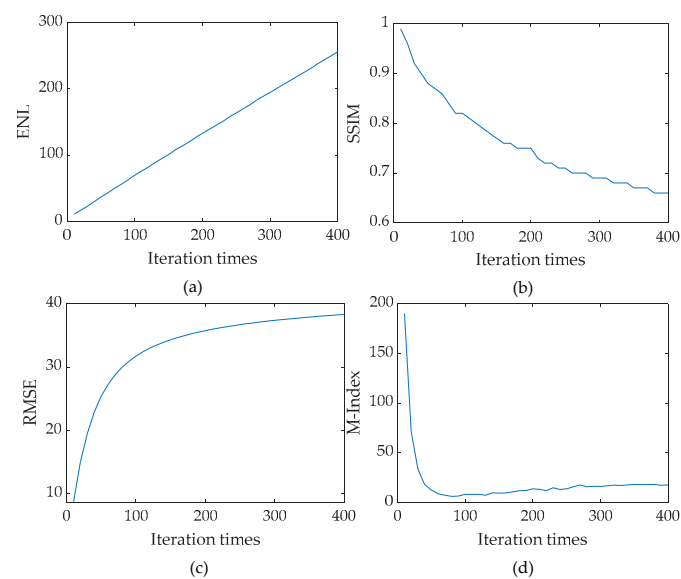 300
200
100
0
ENL
0 100 200 300 400
Iteration times
(a)
1
0.9
0.8
0.7
0.6
SSIM
0 100 200 300 400
Iteration times
(b)
40
30
20
10
RMSE
0 100 200 300 400
Iteration times
(c)
200
150
100
50
0
M-Index
0 100 200 300 400
Iteration times
(d)